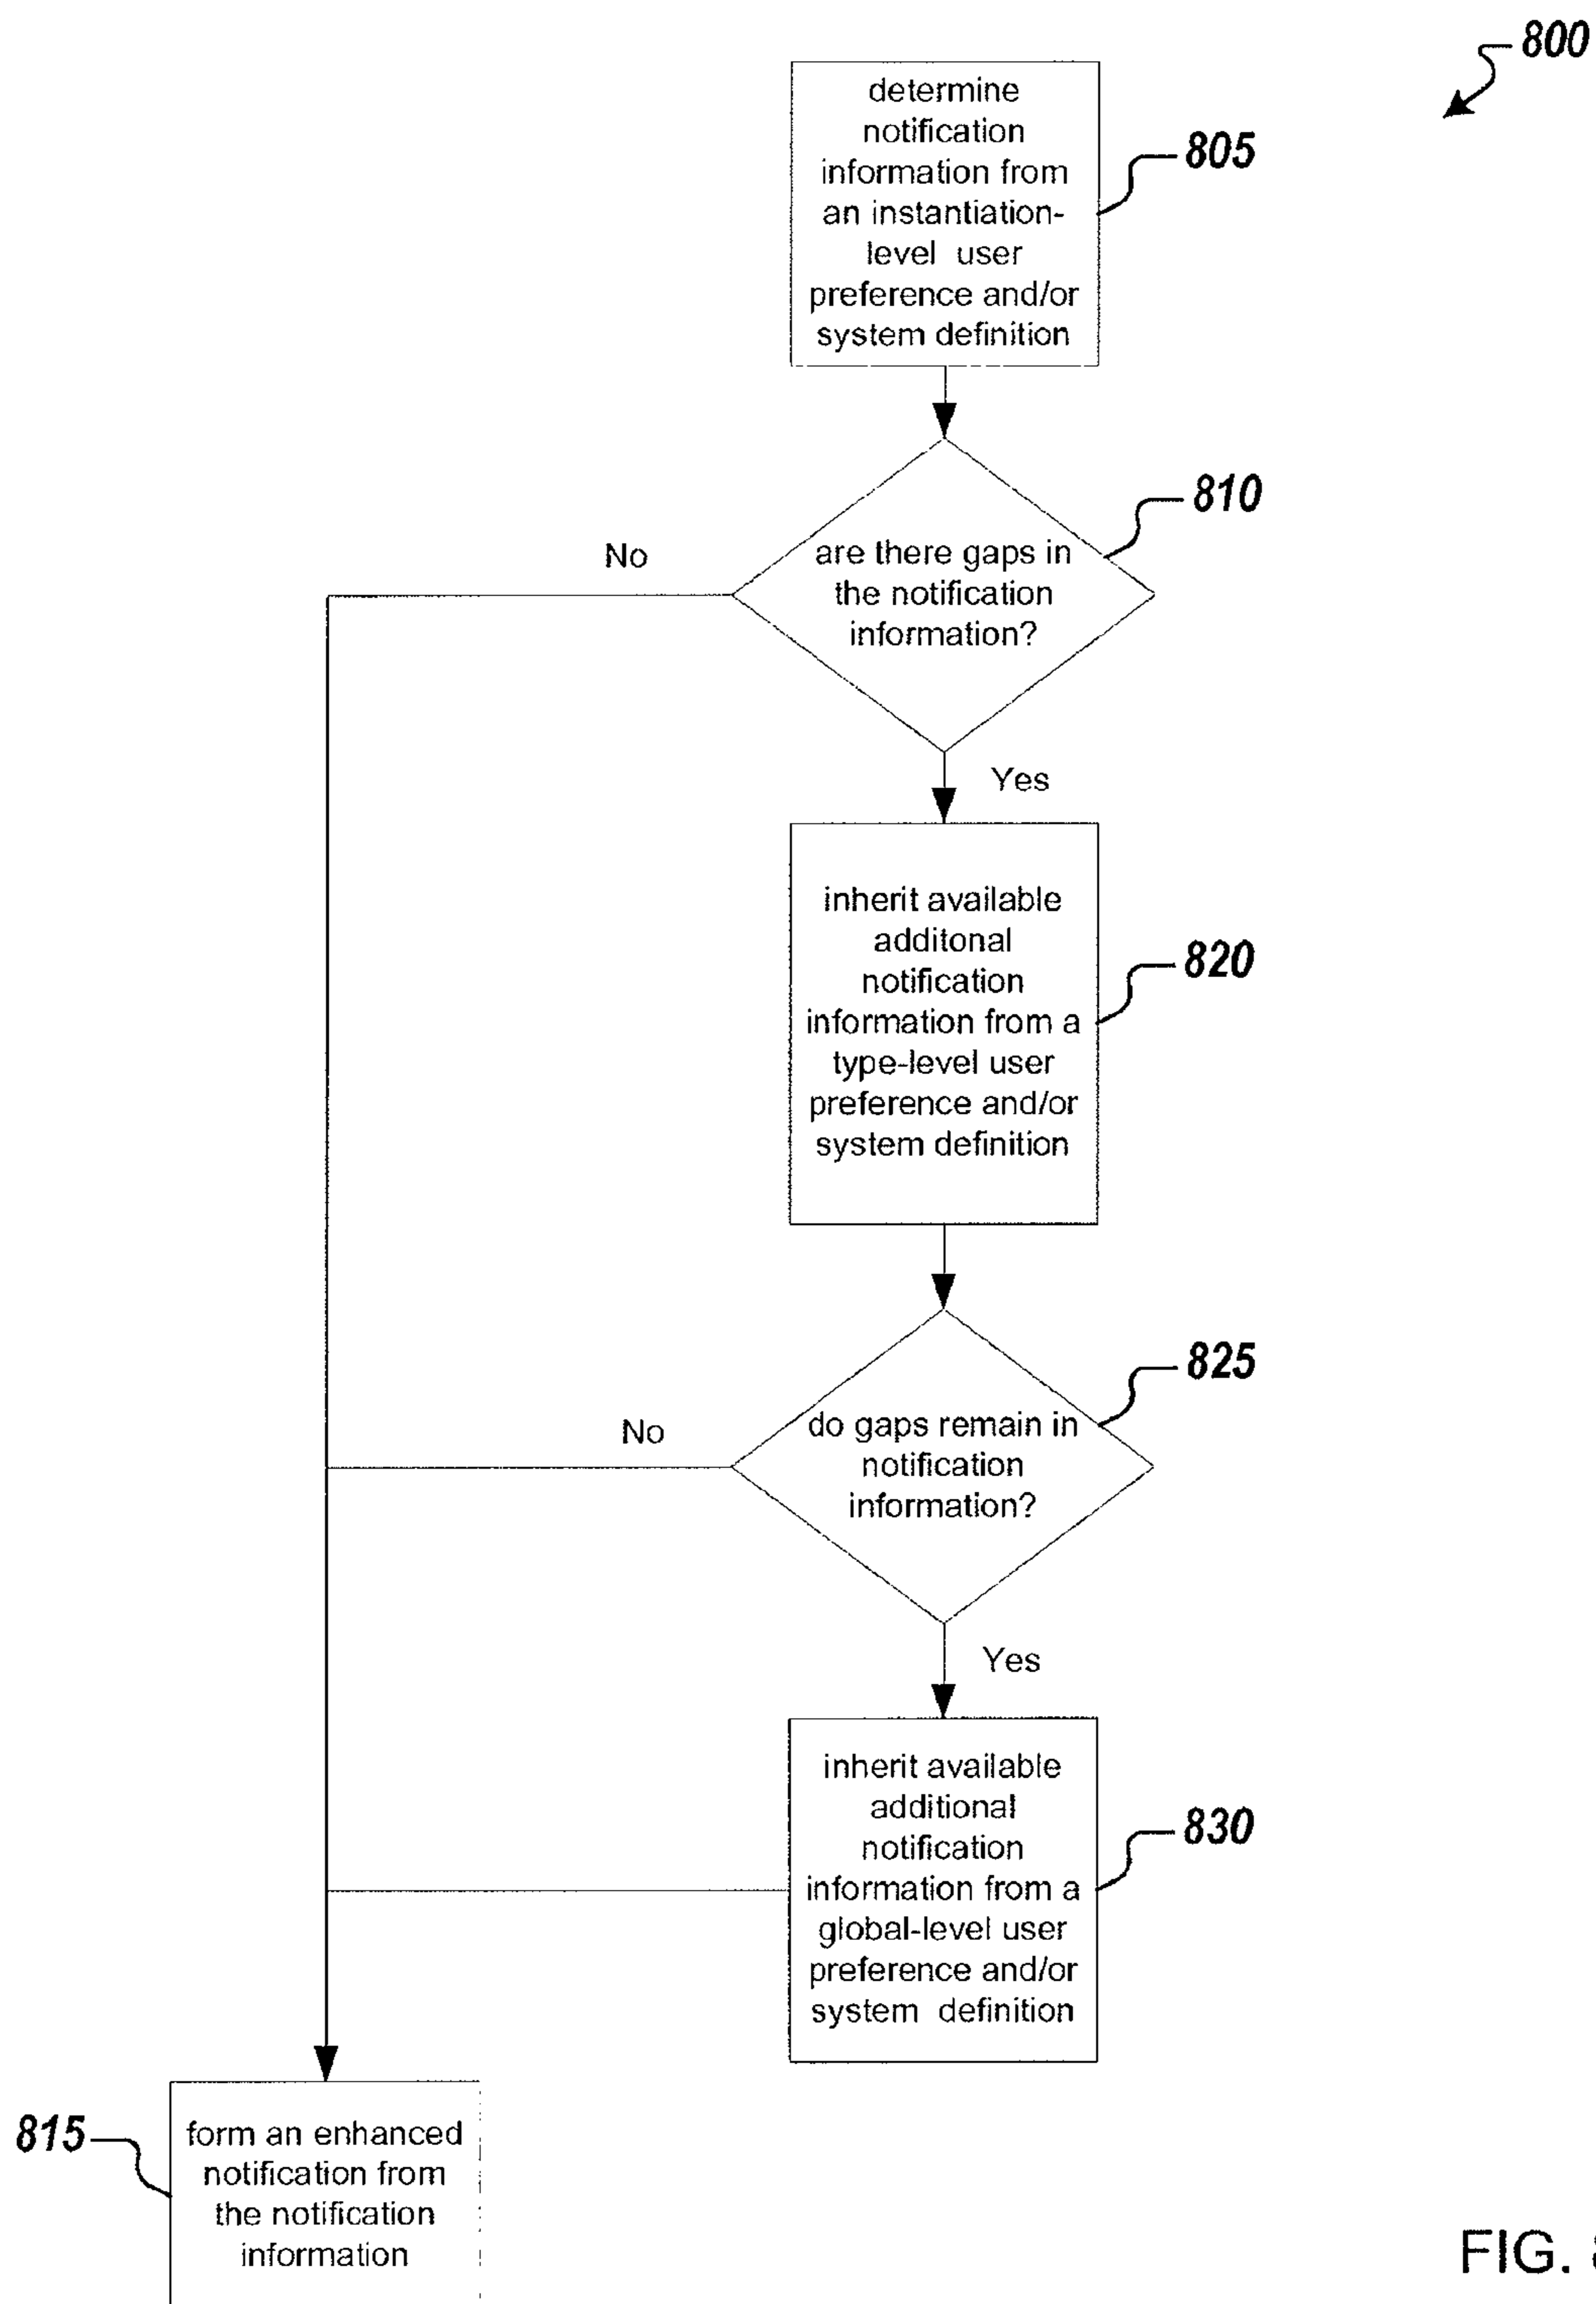 800
determine
notification
information from
an instantiation-
level user
preference and/or
system definition
805
810
are there gaps in
the notification
information?
No
Yes
inherit available
additonal
notification
information from a
type-level user
preference and/or
system definition
820
825
do gaps remain in
notification
information?
No
Yes
inherit available
additional
notification
information from a
global-level user
preference and/or
system definition
830
815
form an enhanced
notification from
the notification
information
FIG. 8